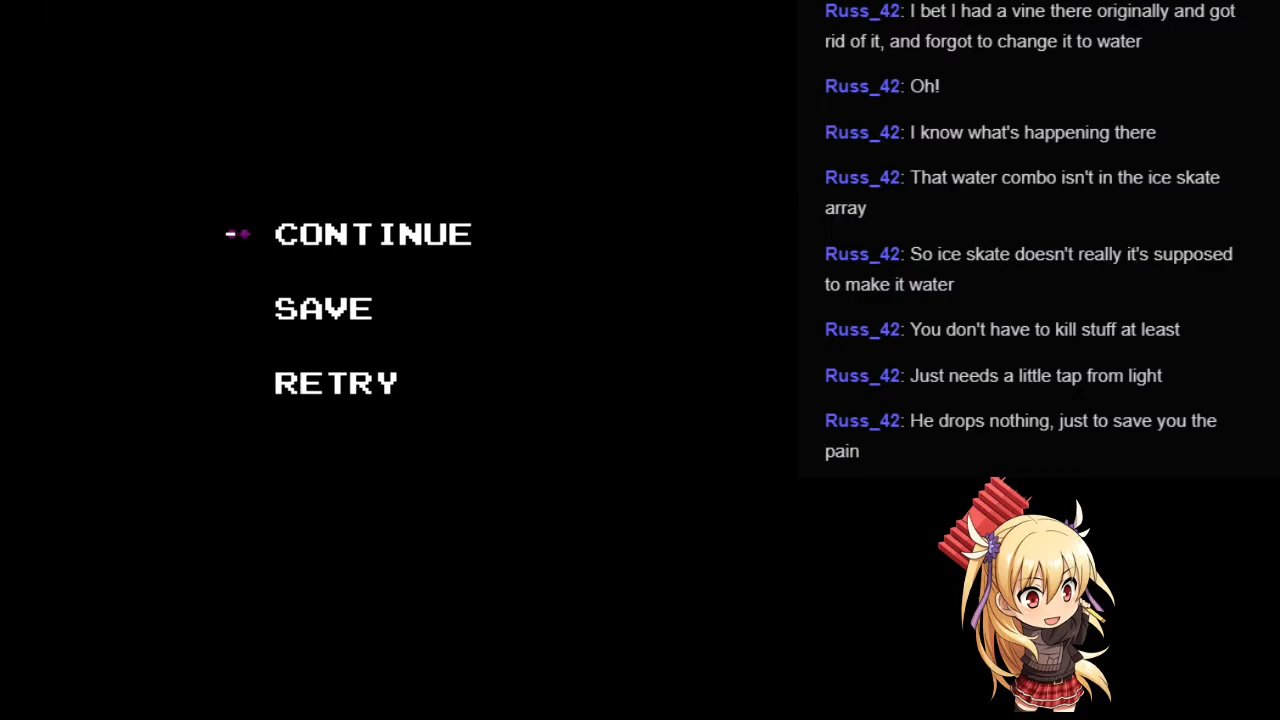 CONTINUE
SAVE
RETRY
Russ_42: I bet I had a vine there originally and got
rid of it, and forgot to change it to water
Russ_42: Oh!
Russ_42: I know what's happening there
Russ_42: That water combo isn't in the ice skate
array
Russ_42: So ice skate doesn't really it's supposed
to make it water
Russ_42: You don't have to kill stuff at least
Russ_42: Just needs a little tap from light
Russ_42: He drops nothing, just to save you the
pain